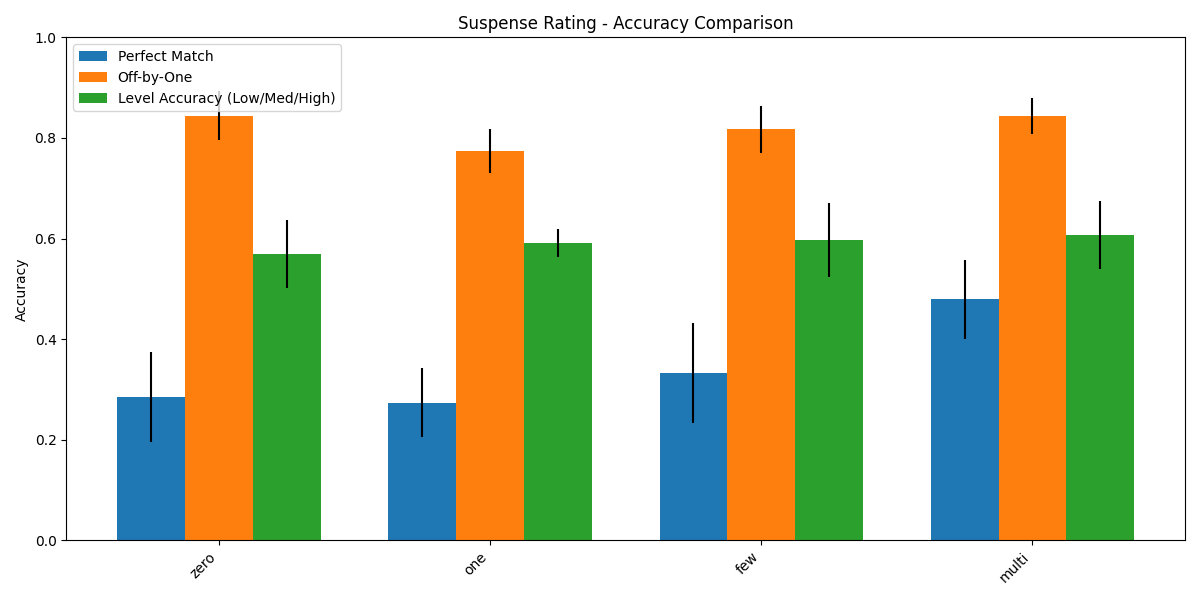 Suspense Rating - Accuracy Comparison
Perfect Match
Off-by-One
Level Accuracy (Low/Med/High)
Accuracy
1.0
0.8
0.6
0.4
0.2
0.0
zero
one
few
multi